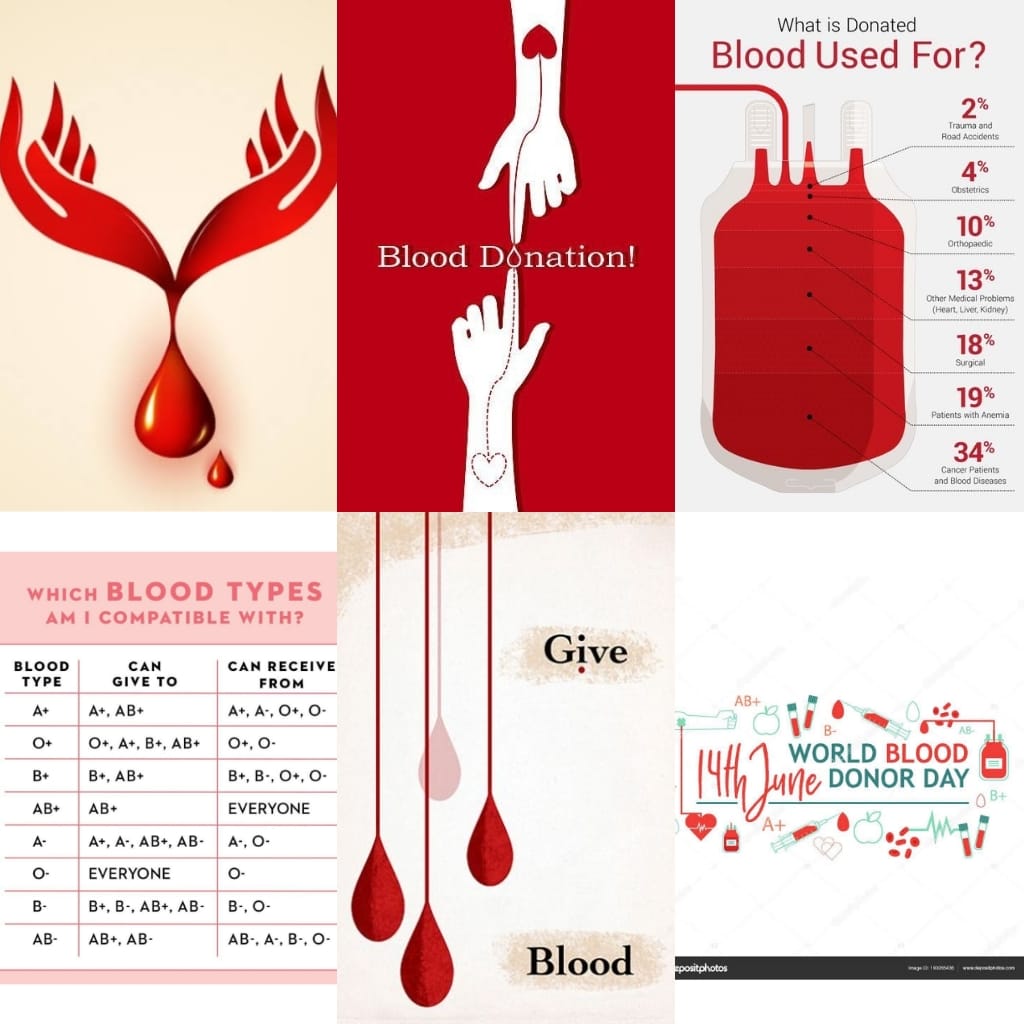 Blood Donation!
What is Donated
Blood Used For?
2%
Trauma and
Road Accidents
4%
Obstetrics
10%
Orthopaedic
13%
Other Medical Problems
(Heart, Liver, Kidney)
18%
Surgical
19%
Patients with Anemia
34%
Cancer Patients
and Blood Diseases
WHICH BLOOD TYPES
AM I COMPATIBLE WITH?
BLOOD TYPE CAN GIVE TO CAN RECEIVE FROM
A+ A+, AB+ A+, A-, O+, O-
O+ O+, A+, B+, AB+ O+, O-
B+ B+, AB+ B+, B-, O+, O-
AB+ AB+ EVERYONE
A- A+, A-, AB+, AB- A-, O-
O- EVERYONE O-
B- B+, B-, AB+, AB- B-, O-
AB- AB+, AB- AB-, A-, B-, O-
Give
Blood
AB+
B-
AB-
14th June
WORLD BLOOD
DONOR DAY
B+
A+
depositphotos
www.depositphotos.com